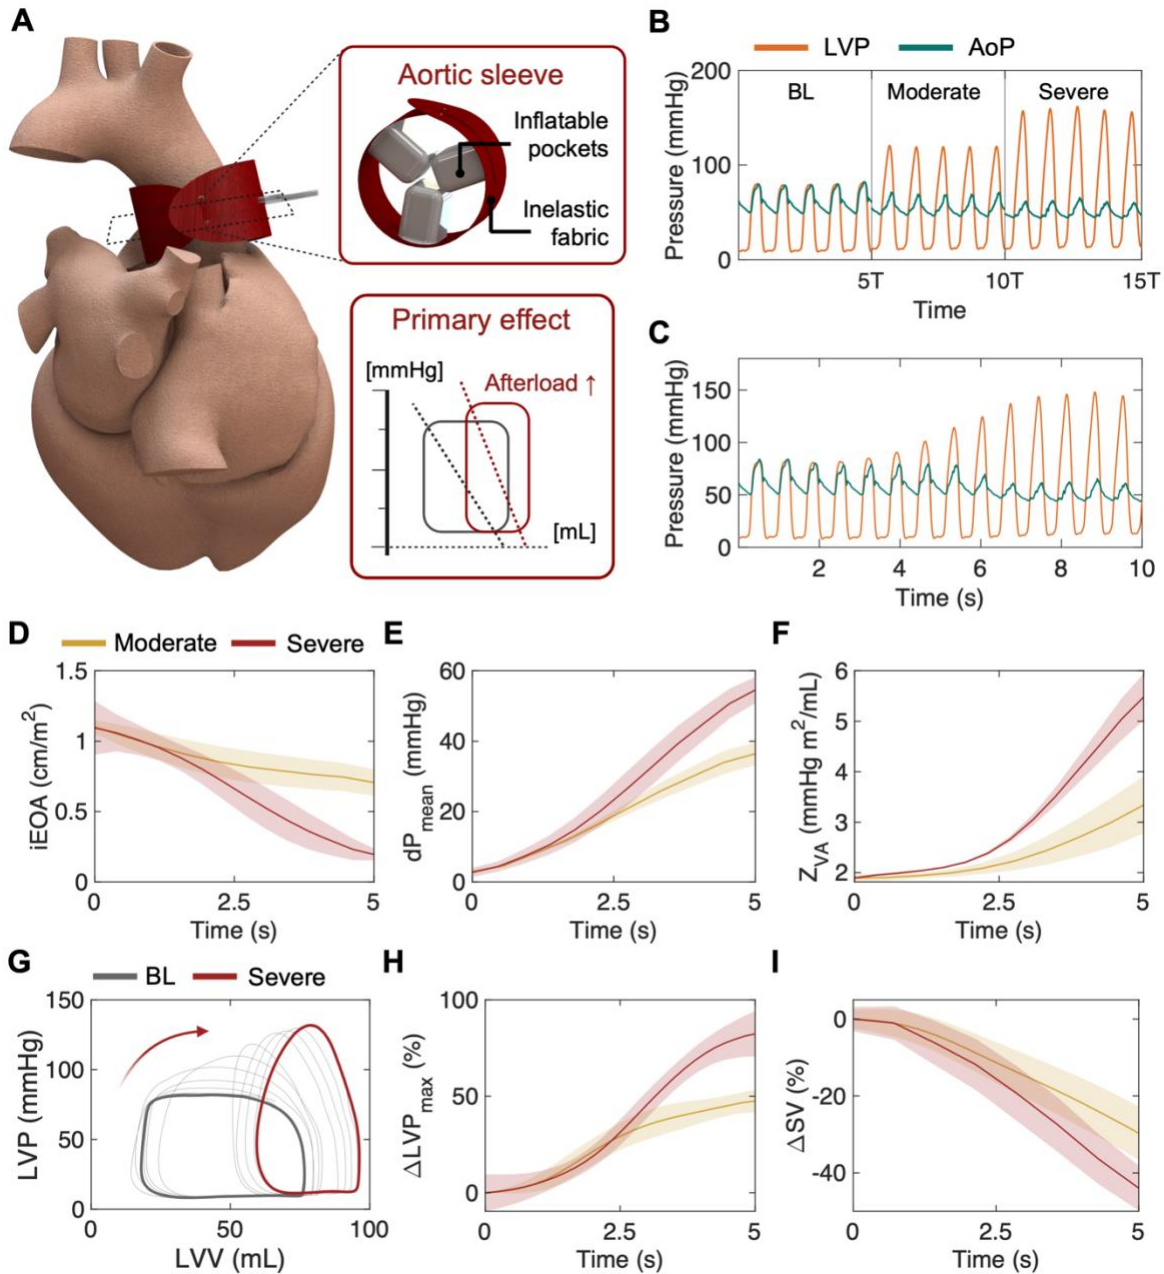 A
Aortic sleeve
Inflatable
pockets
Inelastic
fabric
Primary effect
[mmHg]
Afterload ↑
[mL]
B
LVP
AoP
Pressure (mmHg)
200
100
0
BL
Moderate
Severe
5T
10T
15T
Time
C
Pressure (mmHg)
150
100
50
0
2
4
6
8
10
Time (s)
D
Moderate
Severe
iEOA (cm/m²)
1.5
1
0.5
0
0
2.5
5
Time (s)
E
dP_mean (mmHg)
60
40
20
0
0
2.5
5
Time (s)
F
Z_VA (mmHg m²/mL)
6
5
4
3
2
0
2.5
5
Time (s)
G
BL
Severe
LVP (mmHg)
150
100
50
0
0
50
100
LVV (mL)
H
ΔLVP_max (%)
100
50
0
0
2.5
5
Time (s)
I
ΔSV (%)
0
-20
-40
0
2.5
5
Time (s)